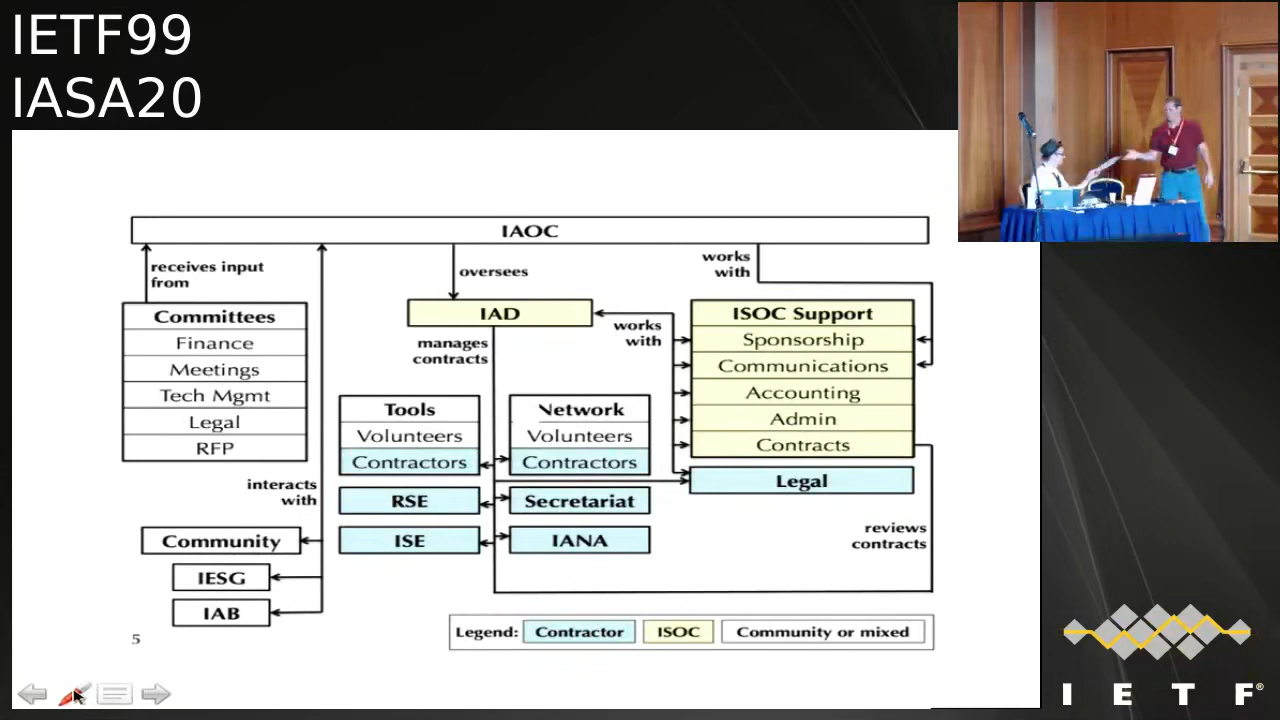 IETF99
IASA20
IAOC
receives input
from
oversees
works
with
Committees
Finance
Meetings
Tech Mgmt
Legal
RFP
IAD
manages
contracts
works
with
ISOC Support
Sponsorship
Communications
Accounting
Admin
Contracts
Tools
Volunteers
Contractors
Network
Volunteers
Contractors
Legal
interacts
with
RSE
Secretariat
reviews
contracts
Community
ISE
IANA
IESG
IAB
5
Legend:
Contractor
ISOC
Community or mixed
I E T F®